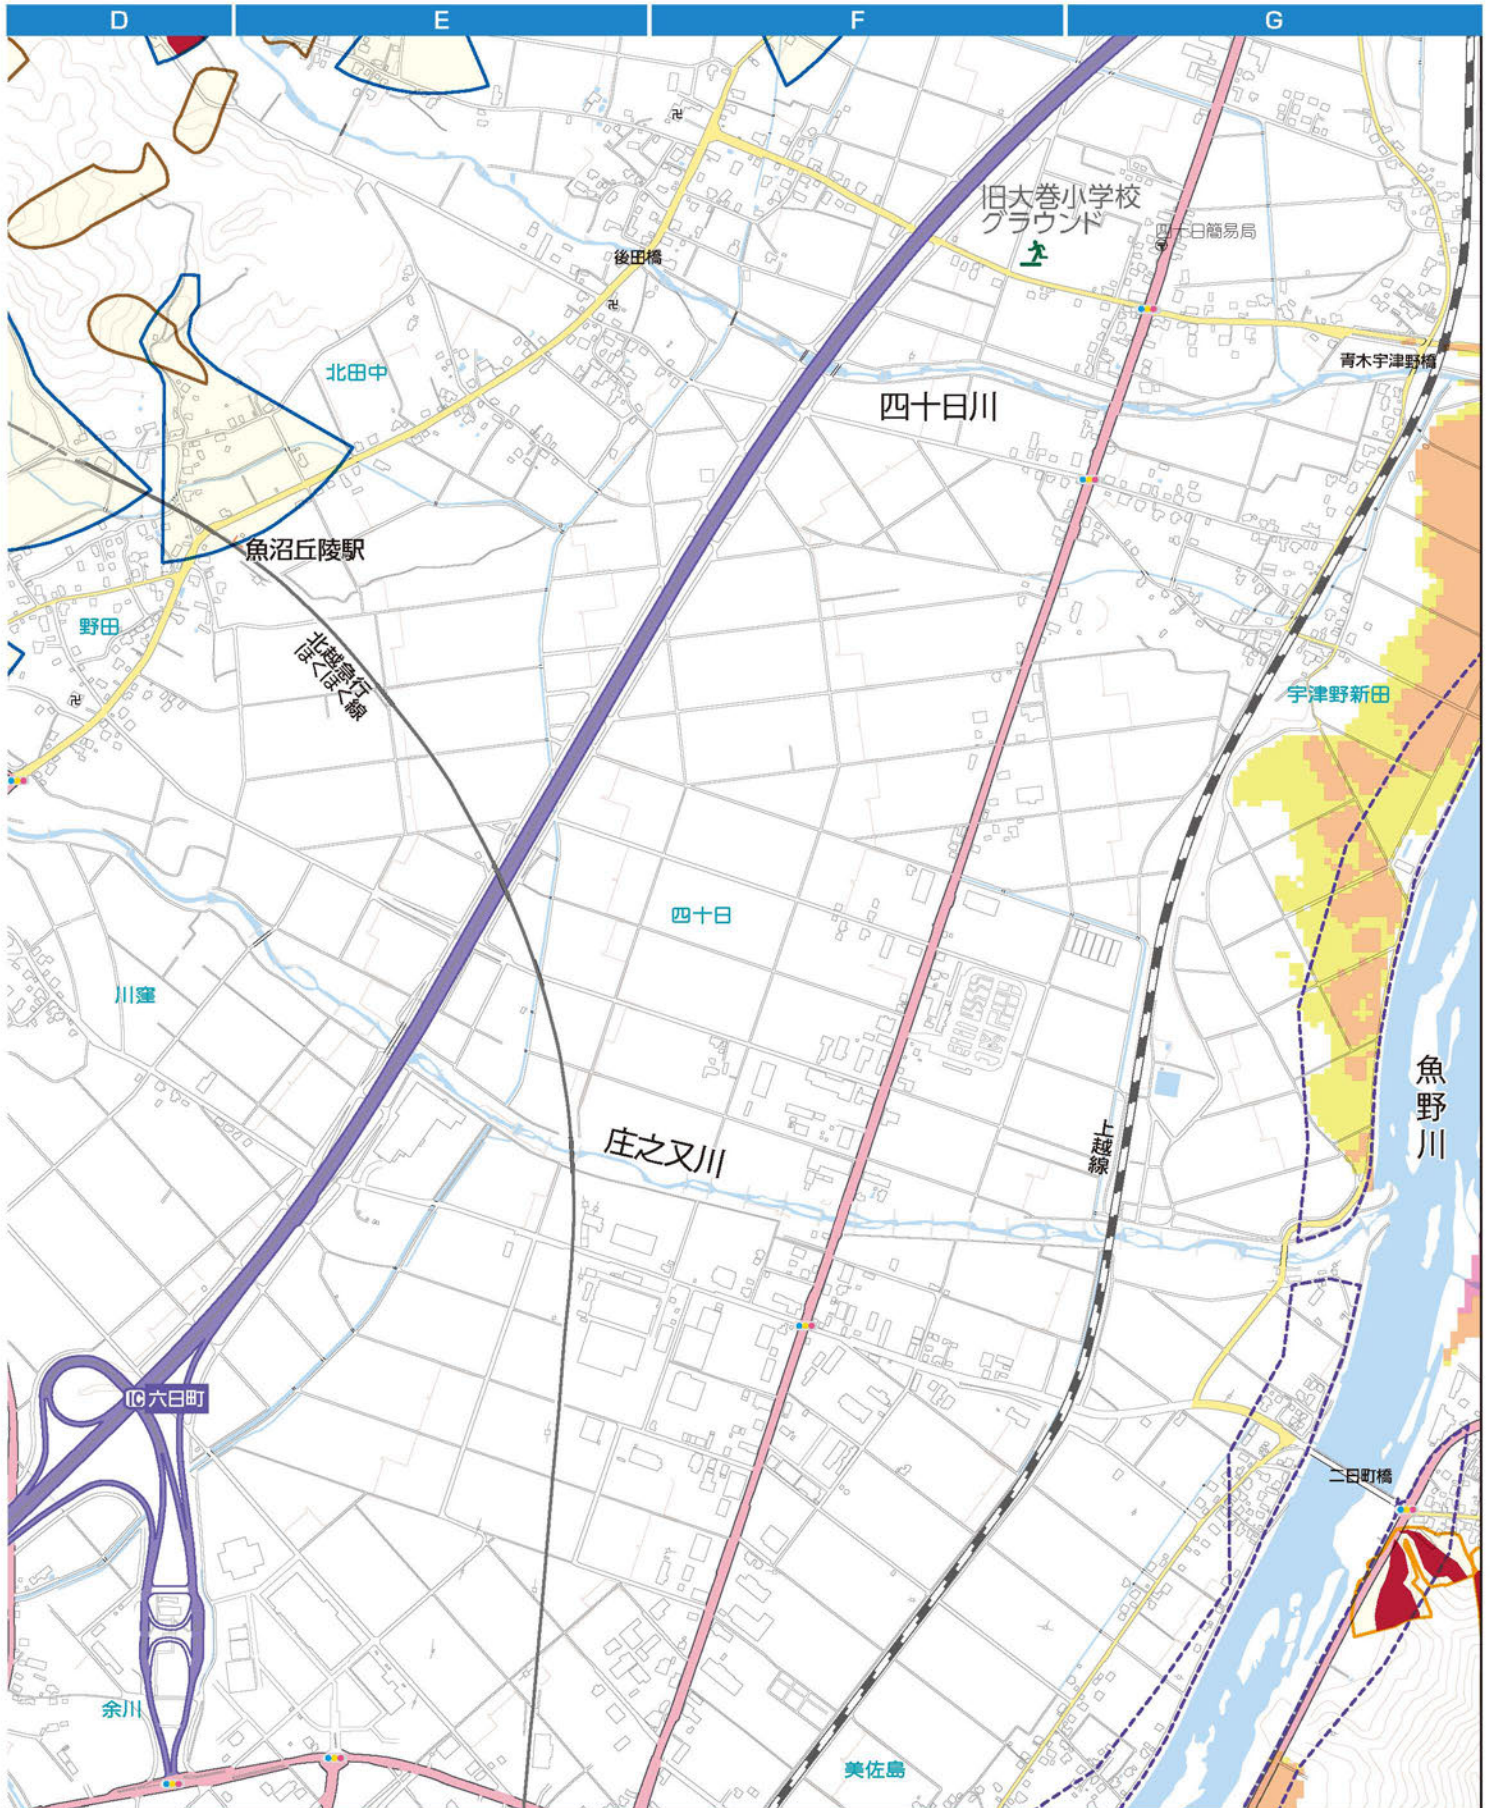 D
E
F
G
旧大巻小学校
グラウンド
四十日簡易局
後田橋
北田中
青木宇津野橋
四十日川
魚沼丘陵駅
野田
北越急行
ほくほく線
宇津野新田
四十日
川窪
魚野川
上越線
庄之又川
IC 六日町
二日町橋
余川
美佐島